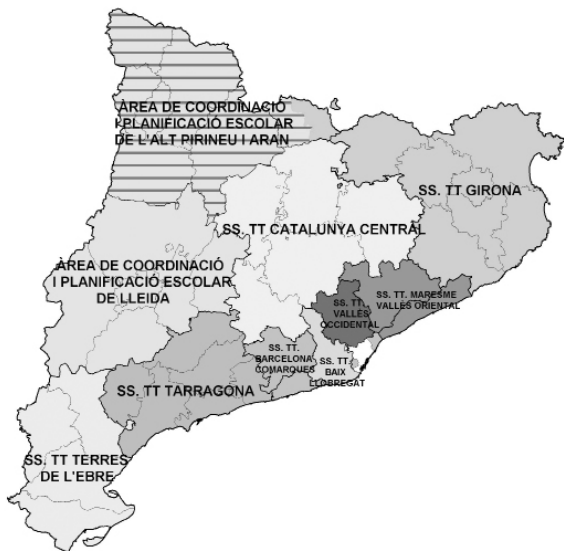 ÀREA DE COORDINACIÓ
I PLANIFICACIÓ ESCOLAR
DE L'ALT PIRINEU I ARAN
SS. TT GIRONA
SS. TT CATALUNYA CENTRAL
ÀREA DE COORDINACIÓ
I PLANIFICACIÓ ESCOLAR
DE LLEIDA
SS. TT. MARESME
VALLÈS ORIENTAL
SS. TT.
VALLÈS
OCCIDENTAL
SS. TT.
BARCELONA
COMARQUES
SS. TT.
BAIX
LLOBREGAT
SS. TT TARRAGONA
SS. TT TERRES
DE L'EBRE